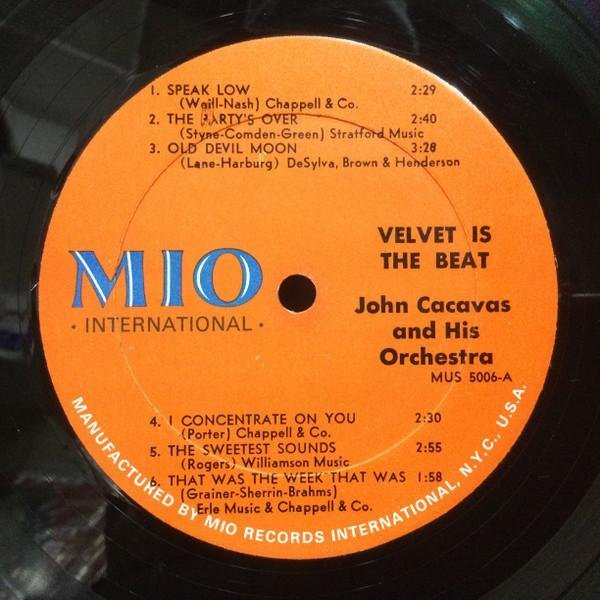 1. SPEAK LOW 2:29
(Weill-Nash) Chappell & Co.
2. THE PARTY'S OVER 2:40
(Styne-Comden-Green) Stratford Music
3. OLD DEVIL MOON 3:28
(Lane-Harburg) DeSylva, Brown & Henderson
VELVET IS
THE BEAT
MIO
· INTERNATIONAL ·
John Cacavas
and His
Orchestra
MUS 5006-A
4. I CONCENTRATE ON YOU 2:30
(Porter) Chappell & Co.
5. THE SWEETEST SOUNDS 2:55
(Rogers) Williamson Music
6. THAT WAS THE WEEK THAT WAS 1:58
(Grainer-Sherrin-Brahms)
Erle Music & Chappell & Co.
MANUFACTURED BY MIO RECORDS INTERNATIONAL, N.Y.C., U.S.A.